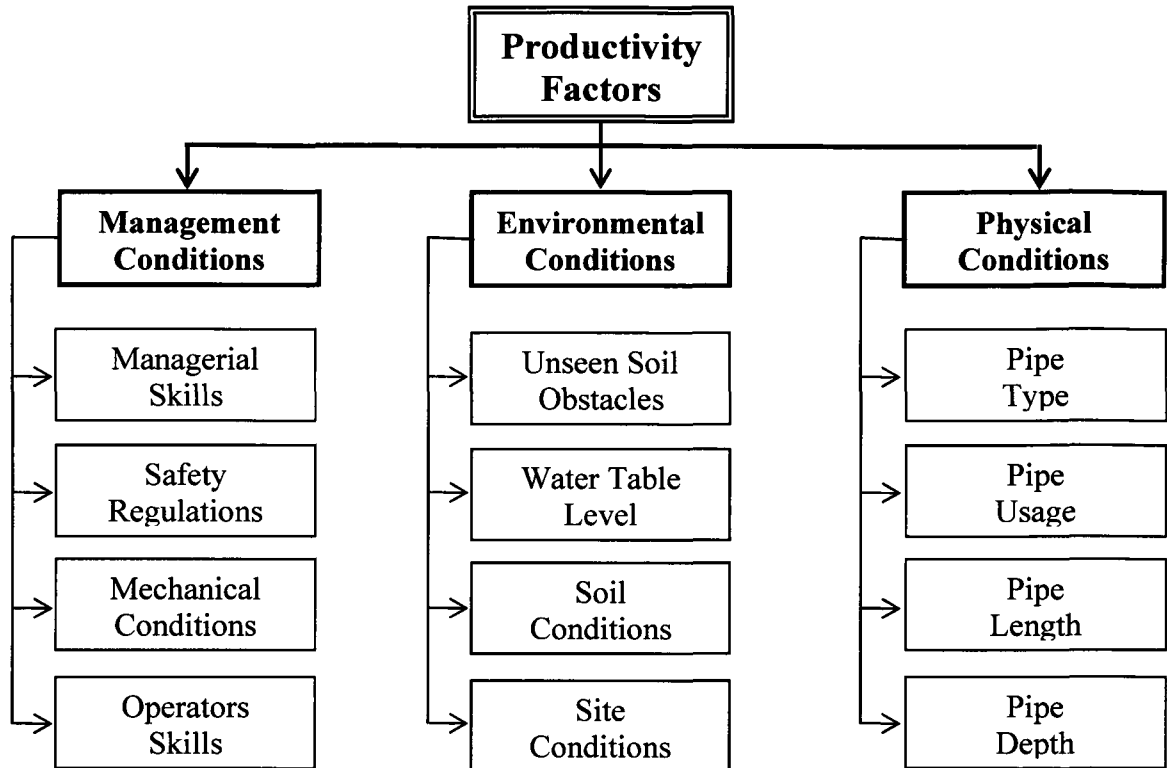 Productivity
Factors
Management
Conditions
Environmental
Conditions
Physical
Conditions
Managerial
Skills
Unseen Soil
Obstacles
Pipe
Type
Safety
Regulations
Water Table
Level
Pipe
Usage
Mechanical
Conditions
Soil
Conditions
Pipe
Length
Operators
Skills
Site
Conditions
Pipe
Depth